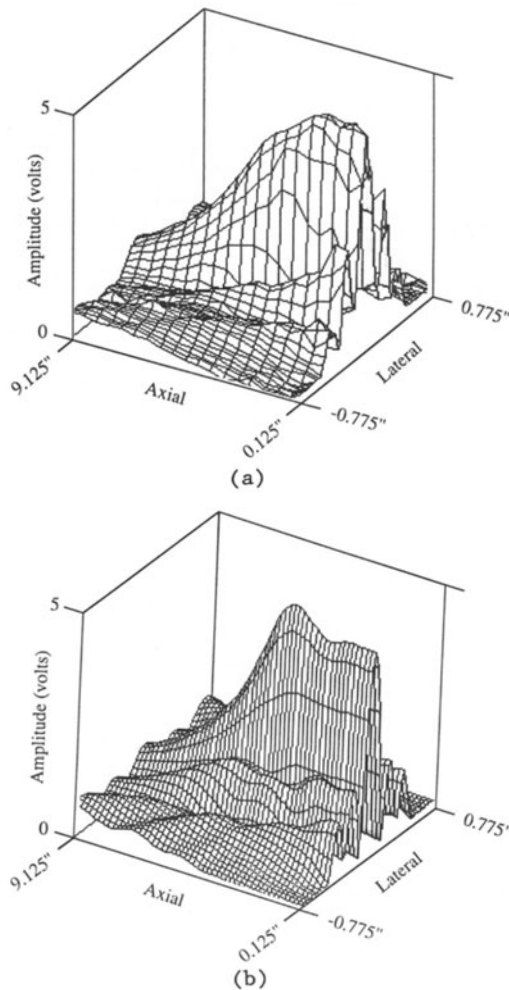 5
Amplitude (volts)
0
9.125"
Axial
0.125"
-0.775"
Lateral
0.775"
(a)
5
Amplitude (volts)
0
9.125"
Axial
0.125"
-0.775"
Lateral
0.775"
(b)